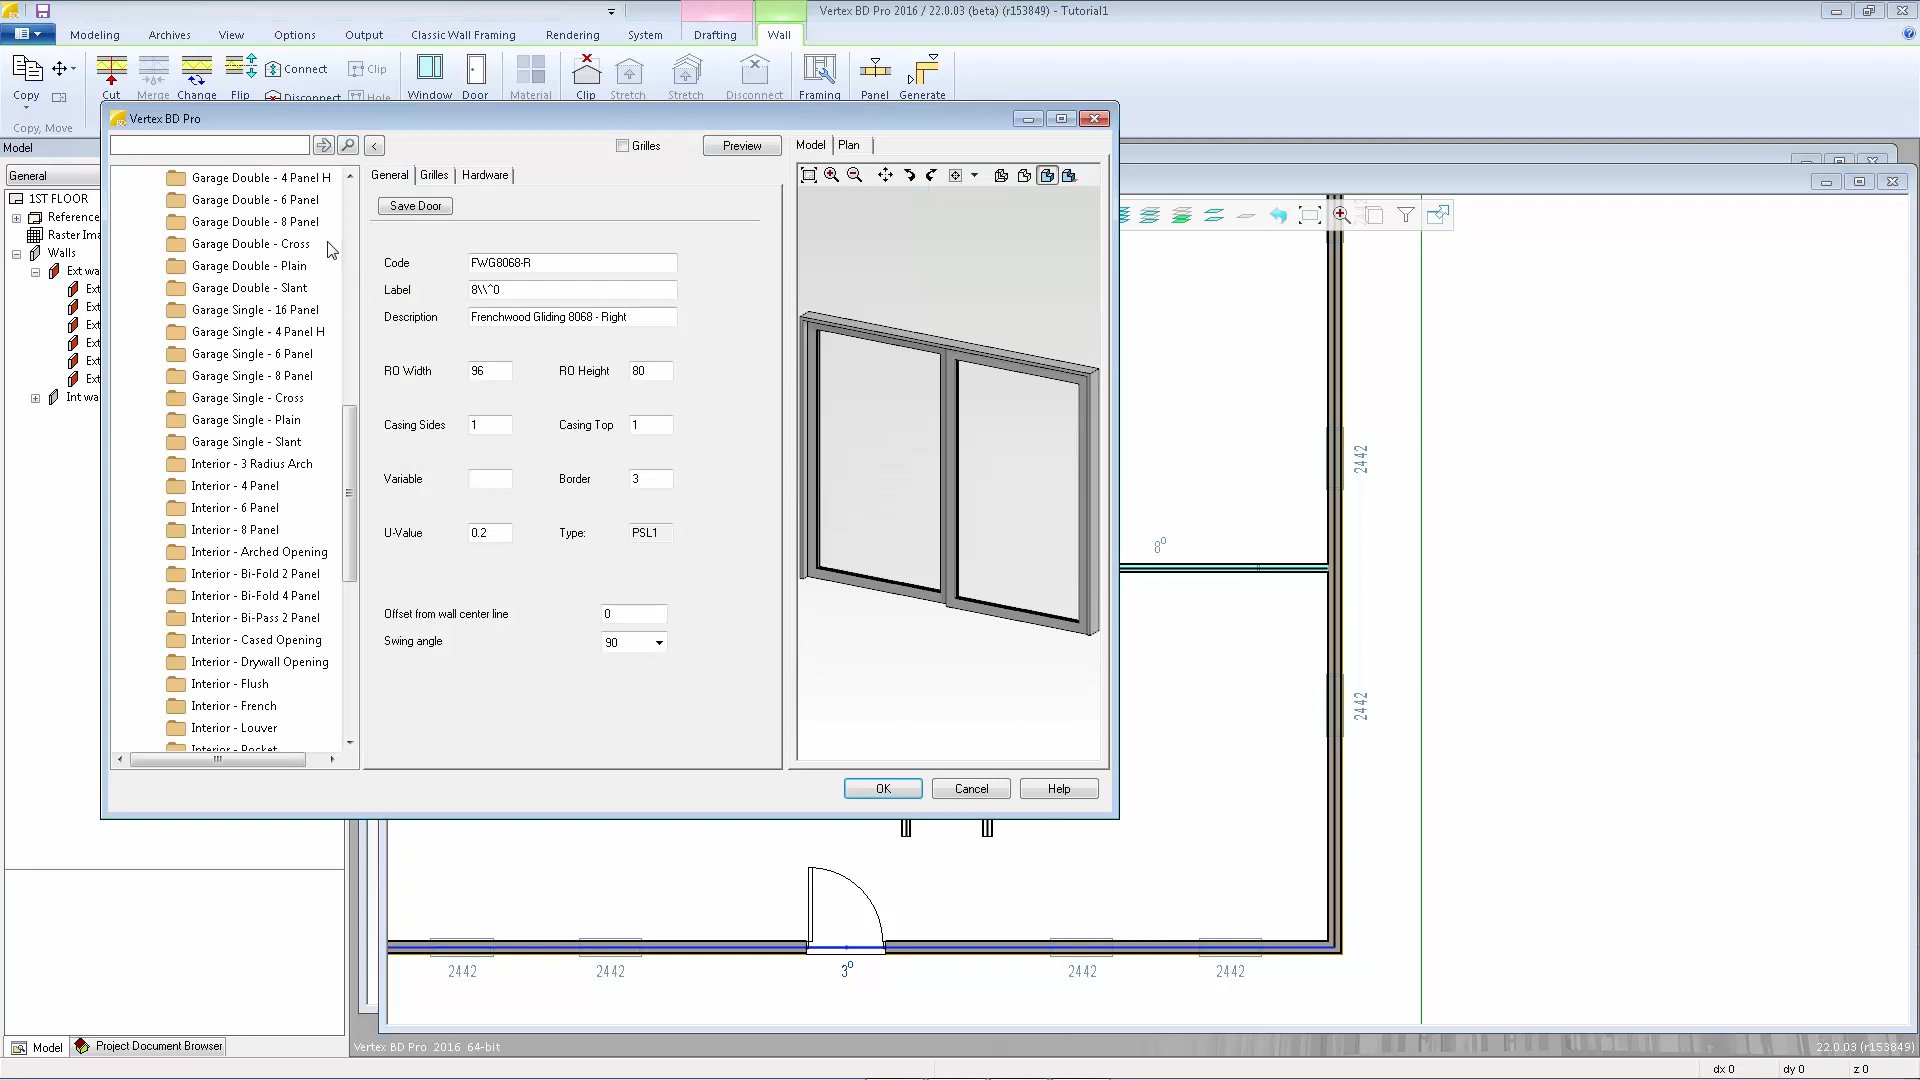 Vertex BD Pro 2016 / 22.0.03 (beta) (r153849) - Tutorial1
Modeling Archives View Options Output Classic Wall Framing Rendering System Drafting Wall
Connect Clip
Disconnect Hole
Copy Cut Merge Change Flip Window Door Material Clip Stretch Stretch Disconnect Framing Panel Generate
Copy, Move
Vertex BD Pro
Model
General
1ST FLOOR
Reference
Raster Ima
Walls
Ext wa
Ext
Ext
Ext
Ext
Ext
Ext
Int wa
Garage Double - 4 Panel H
Garage Double - 6 Panel
Garage Double - 8 Panel
Garage Double - Cross
Garage Double - Plain
Garage Double - Slant
Garage Single - 16 Panel
Garage Single - 4 Panel H
Garage Single - 6 Panel
Garage Single - 8 Panel
Garage Single - Cross
Garage Single - Plain
Garage Single - Slant
Interior - 3 Radius Arch
Interior - 4 Panel
Interior - 6 Panel
Interior - 8 Panel
Interior - Arched Opening
Interior - Bi-Fold 2 Panel
Interior - Bi-Fold 4 Panel
Interior - Bi-Pass 2 Panel
Interior - Cased Opening
Interior - Drywall Opening
Interior - Flush
Interior - French
Interior - Louver
Interior - Pocket
Grilles Preview
General Grilles Hardware
Save Door
Code FWG8068-R
Label 8\\^0
Description Frenchwood Gliding 8068 - Right
RO Width 96 RO Height 80
Casing Sides 1 Casing Top 1
Variable Border 3
U-Value 0.2 Type: PSL1
Offset from wall center line 0
Swing angle 90
Model Plan
OK Cancel Help
2442
8⁰
2442
2442 2442 3⁰ 2442 2442
Model Project Document Browser
Vertex BD Pro 2016 64-bit
22.0.03 (r153849)
dx 0 dy 0 z 0